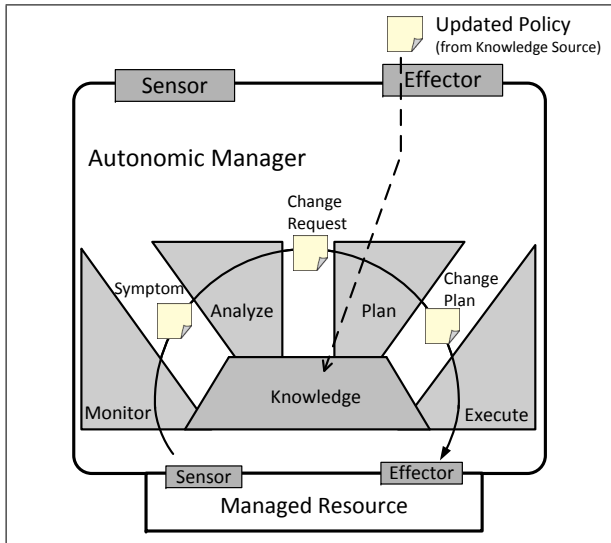 Updated Policy
(from Knowledge Source)
Sensor
Effector
Autonomic Manager
Change
Request
Symptom
Change
Plan
Analyze
Plan
Monitor
Knowledge
Execute
Sensor
Effector
Managed Resource